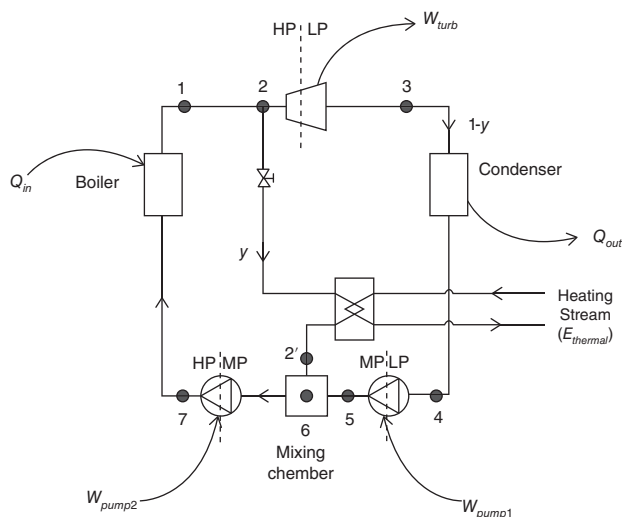 HP LP
W_turb
1
2
3
1-y
Q_in
Boiler
Condenser
Q_out
y
Heating
Stream
(E_thermal)
2′
HP MP
MP LP
7
6
5
4
Mixing
chember
W_pump2
W_pump1